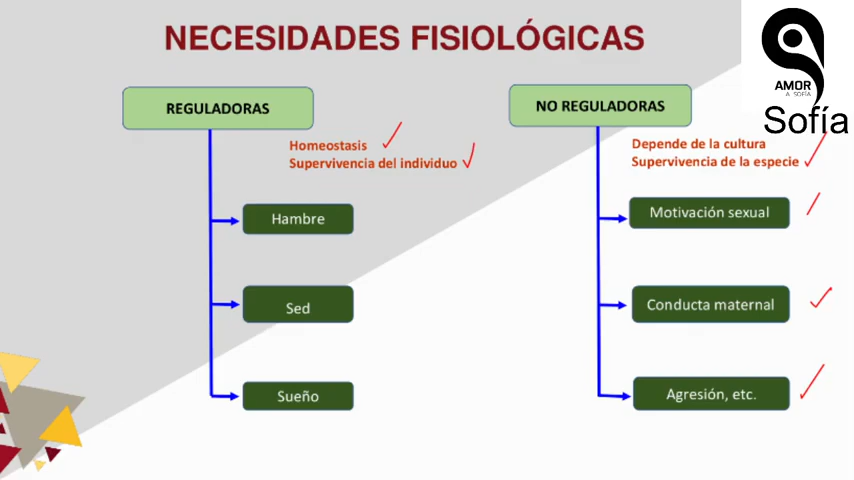 NECESIDADES FISIOLÓGICAS
AMOR
A SOFÍA
Sofía
REGULADORAS
Homeostasis
Supervivencia del individuo
Hambre
Sed
Sueño
NO REGULADORAS
Depende de la cultura
Supervivencia de la especie
Motivación sexual
Conducta maternal
Agresión, etc.